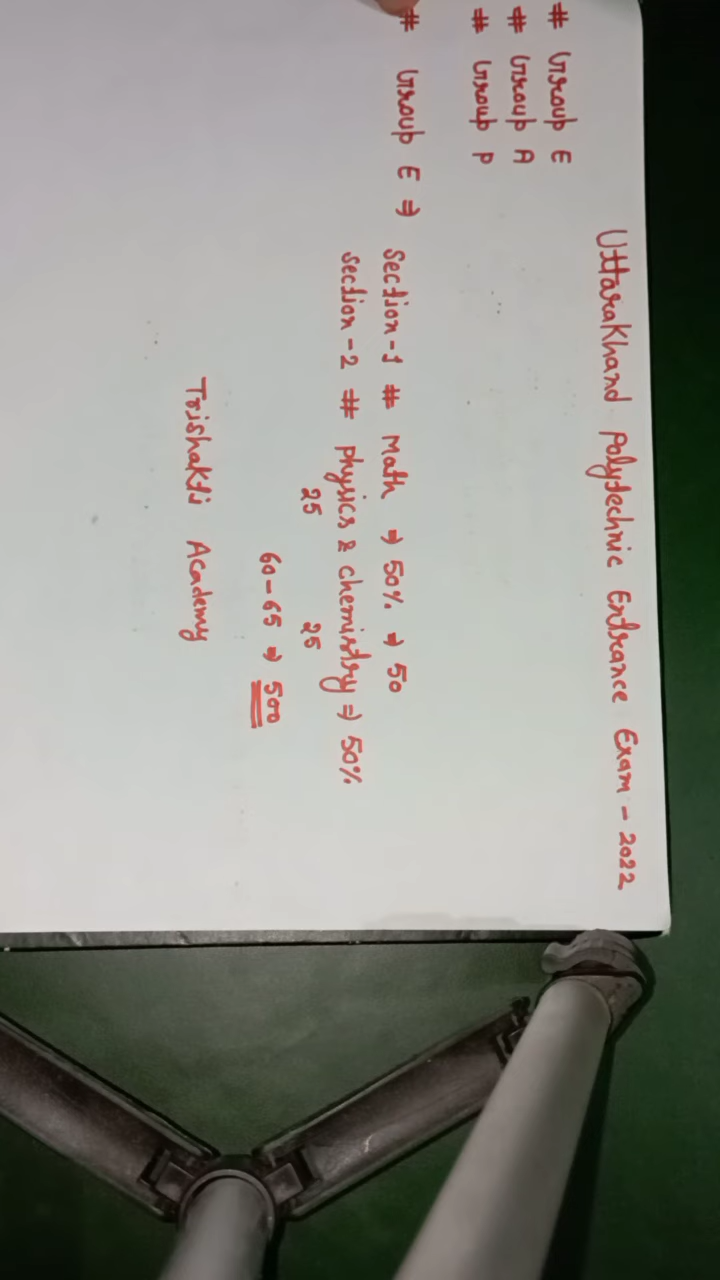 Uttarakhand Polytechnic Entrance Exam - 2022
# Group E
# Group A
# Group P
# Group E ⇒ Section-1 # Math ⇒ 50% ⇒ 50
Section-2 # Physics & chemistry ⇒ 50%
25 25
60-65 ⇒ 500
Trishakti Academy